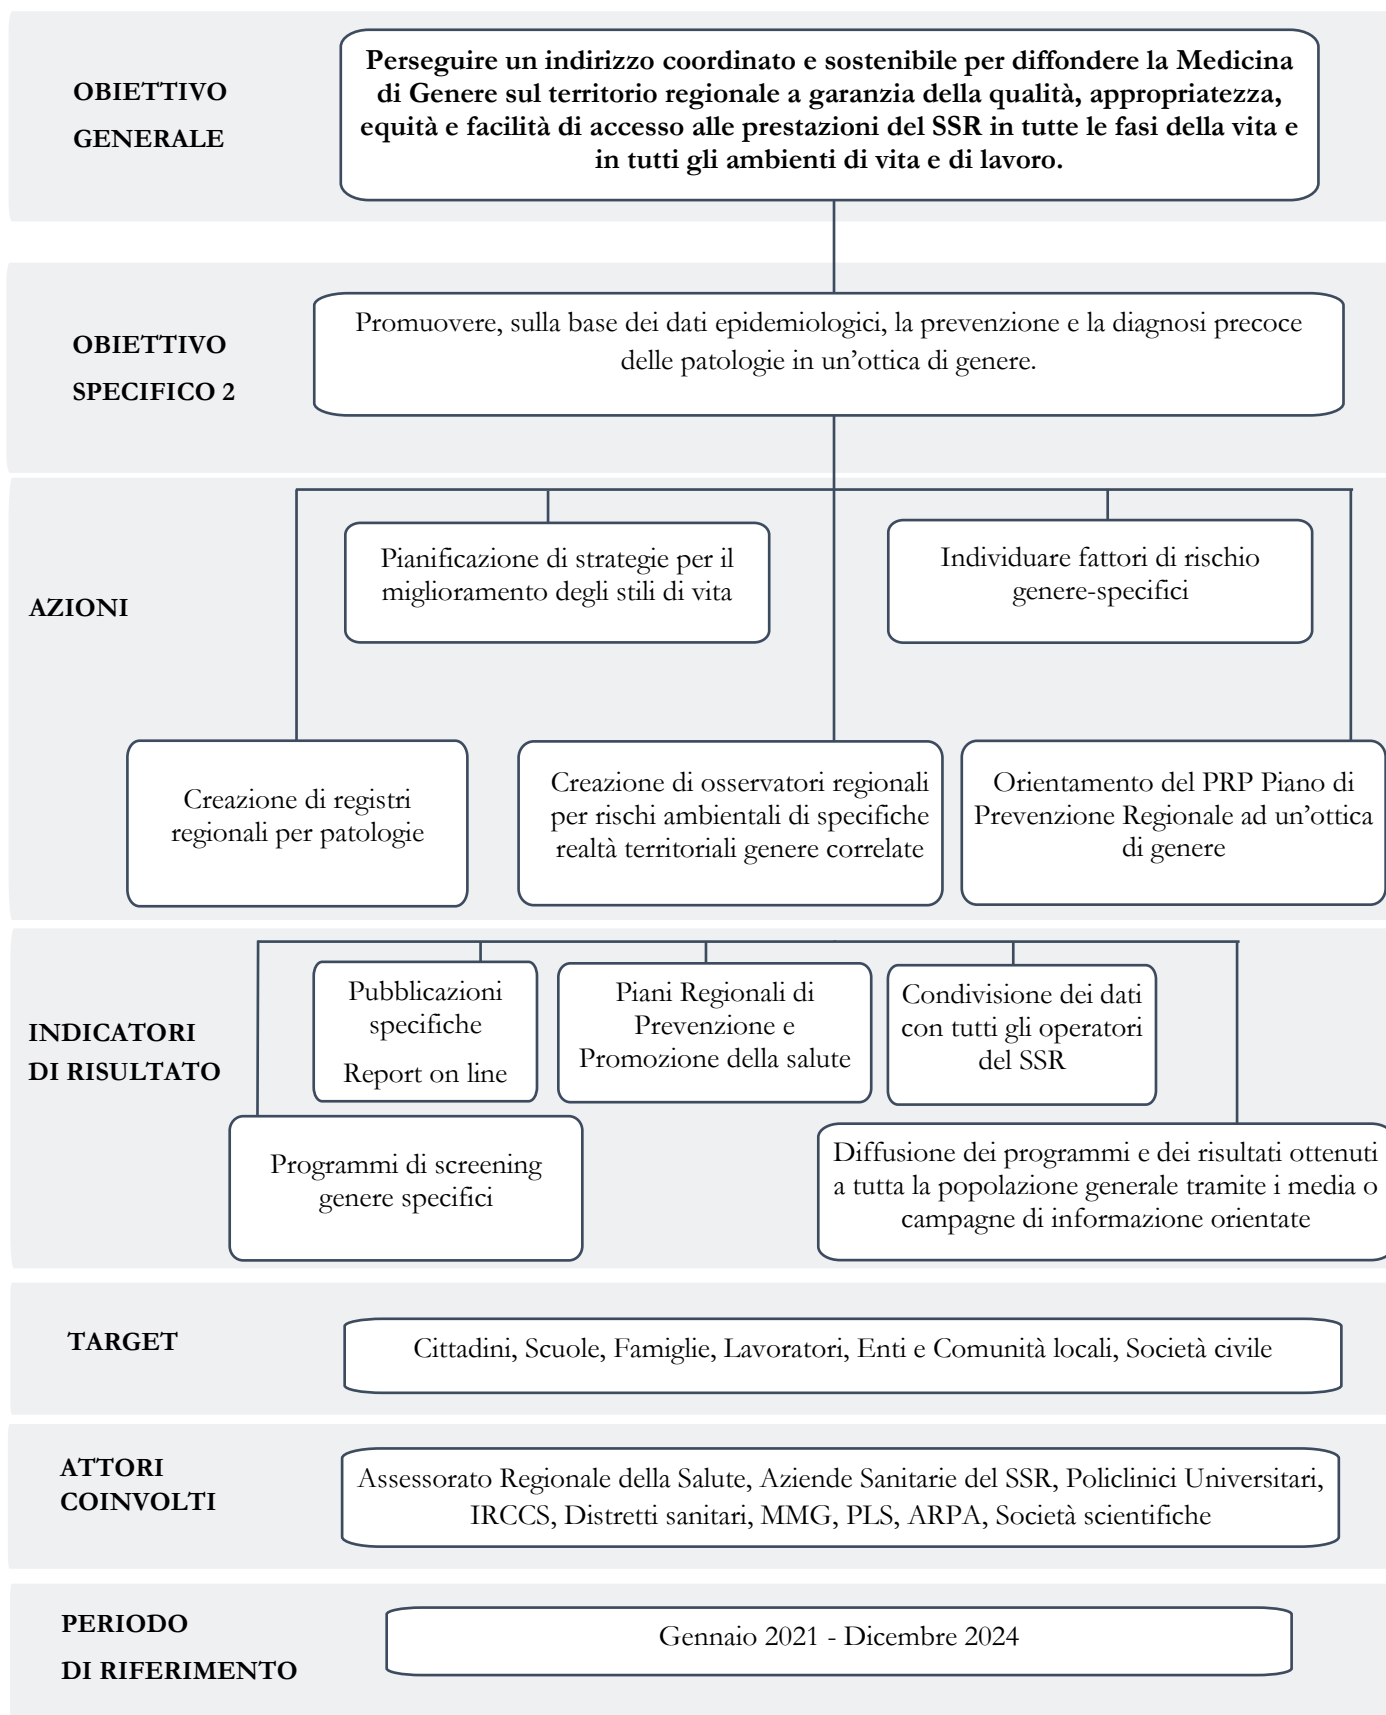 OBIETTIVO
GENERALE
Perseguire un indirizzo coordinato e sostenibile per diffondere la Medicina
di Genere sul territorio regionale a garanzia della qualità, appropriatezza,
equità e facilità di accesso alle prestazioni del SSR in tutte le fasi della vita e
in tutti gli ambienti di vita e di lavoro.
OBIETTIVO
SPECIFICO 2
Promuovere, sulla base dei dati epidemiologici, la prevenzione e la diagnosi precoce
delle patologie in un’ottica di genere.
AZIONI
Pianificazione di strategie per il
miglioramento degli stili di vita
Individuare fattori di rischio
genere-specifici
Creazione di registri
regionali per patologie
Creazione di osservatori regionali
per rischi ambientali di specifiche
realtà territoriali genere correlate
Orientamento del PRP Piano di
Prevenzione Regionale ad un’ottica
di genere
INDICATORI
DI RISULTATO
Pubblicazioni
specifiche
Report on line
Piani Regionali di
Prevenzione e
Promozione della salute
Condivisione dei dati
con tutti gli operatori
del SSR
Programmi di screening
genere specifici
Diffusione dei programmi e dei risultati ottenuti
a tutta la popolazione generale tramite i media o
campagne di informazione orientate
TARGET
Cittadini, Scuole, Famiglie, Lavoratori, Enti e Comunità locali, Società civile
ATTORI
COINVOLTI
Assessorato Regionale della Salute, Aziende Sanitarie del SSR, Policlinici Universitari,
IRCCS, Distretti sanitari, MMG, PLS, ARPA, Società scientifiche
PERIODO
DI RIFERIMENTO
Gennaio 2021 - Dicembre 2024